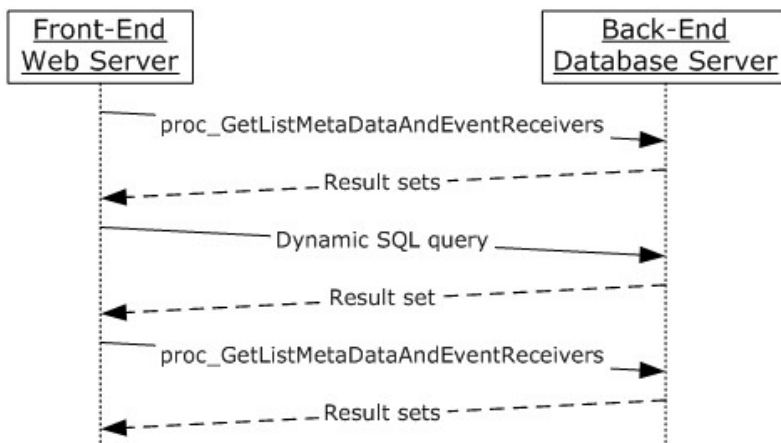 Front-End
Web Server
Back-End
Database Server
proc_GetListMetaDataAndEventReceivers
Result sets
Dynamic SQL query
Result set
proc_GetListMetaDataAndEventReceivers
Result sets